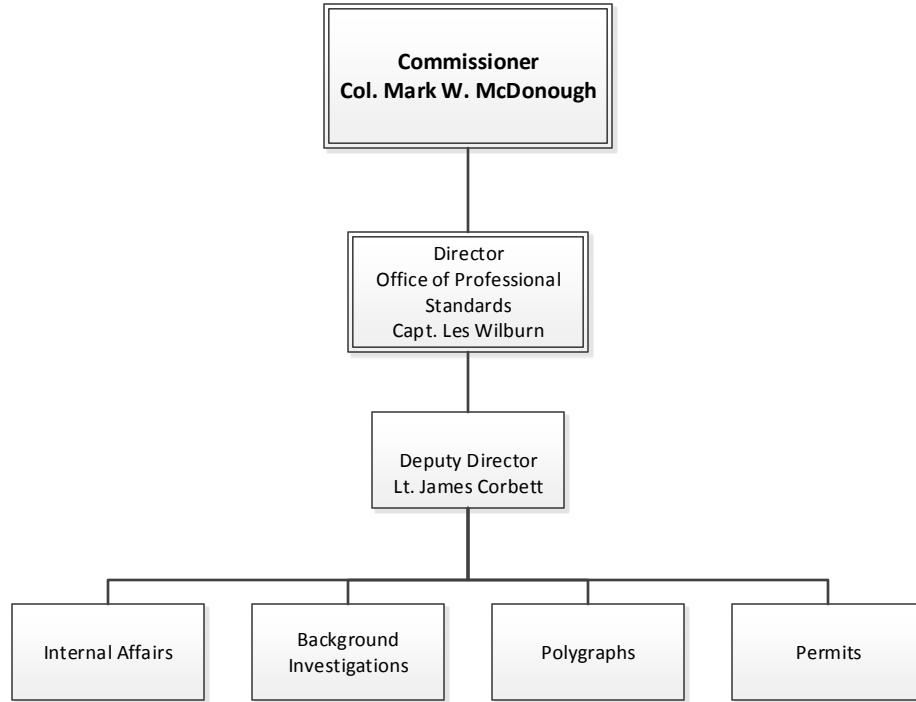 Commissioner
Col. Mark W. McDonough
Director
Office of Professional
Standards
Capt. Les Wilburn
Deputy Director
Lt. James Corbett
Internal Affairs
Background
Investigations
Polygraphs
Permits